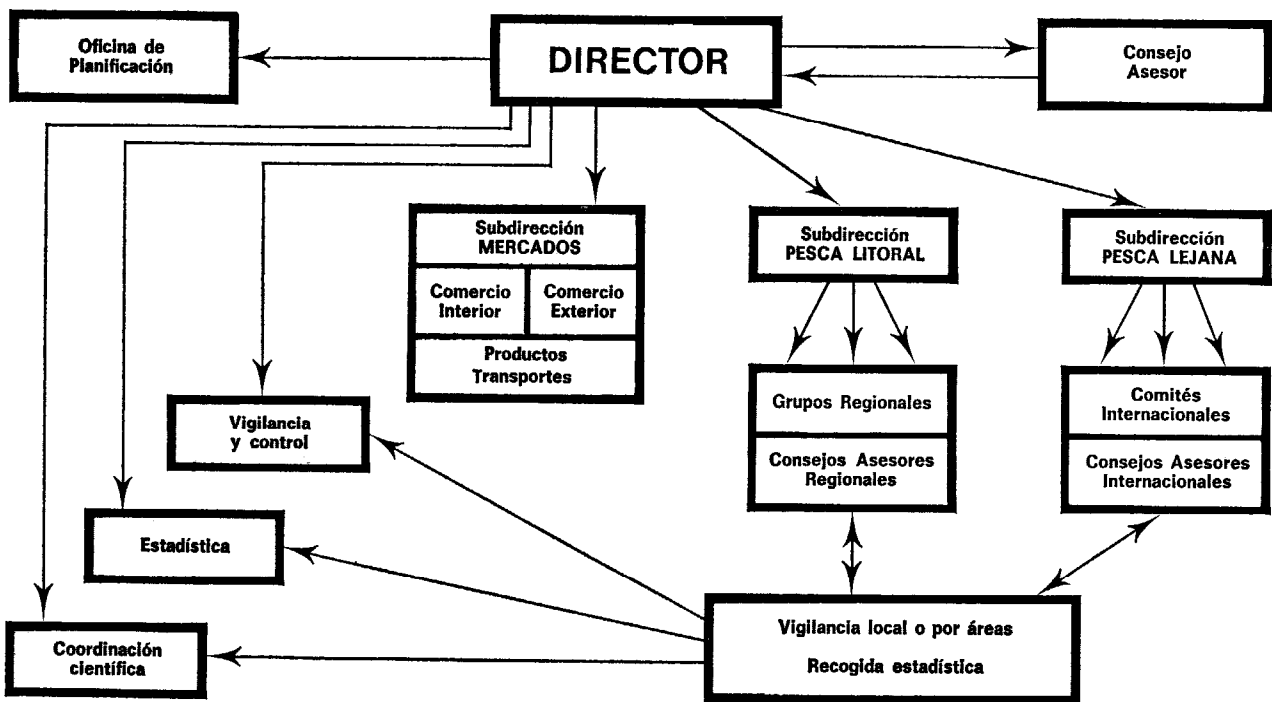 Oficina de
Planificación
DIRECTOR
Consejo
Asesor
Subdirección
MERCADOS
Comercio
Interior
Comercio
Exterior
Productos
Transportes
Subdirección
PESCA LITORAL
Subdirección
PESCA LEJANA
Grupos Regionales
Consejos Asesores
Regionales
Comités
Internacionales
Consejos Asesores
Internacionales
Vigilancia
y control
Estadística
Coordinación
científica
Vigilancia local o por áreas
Recogida estadística